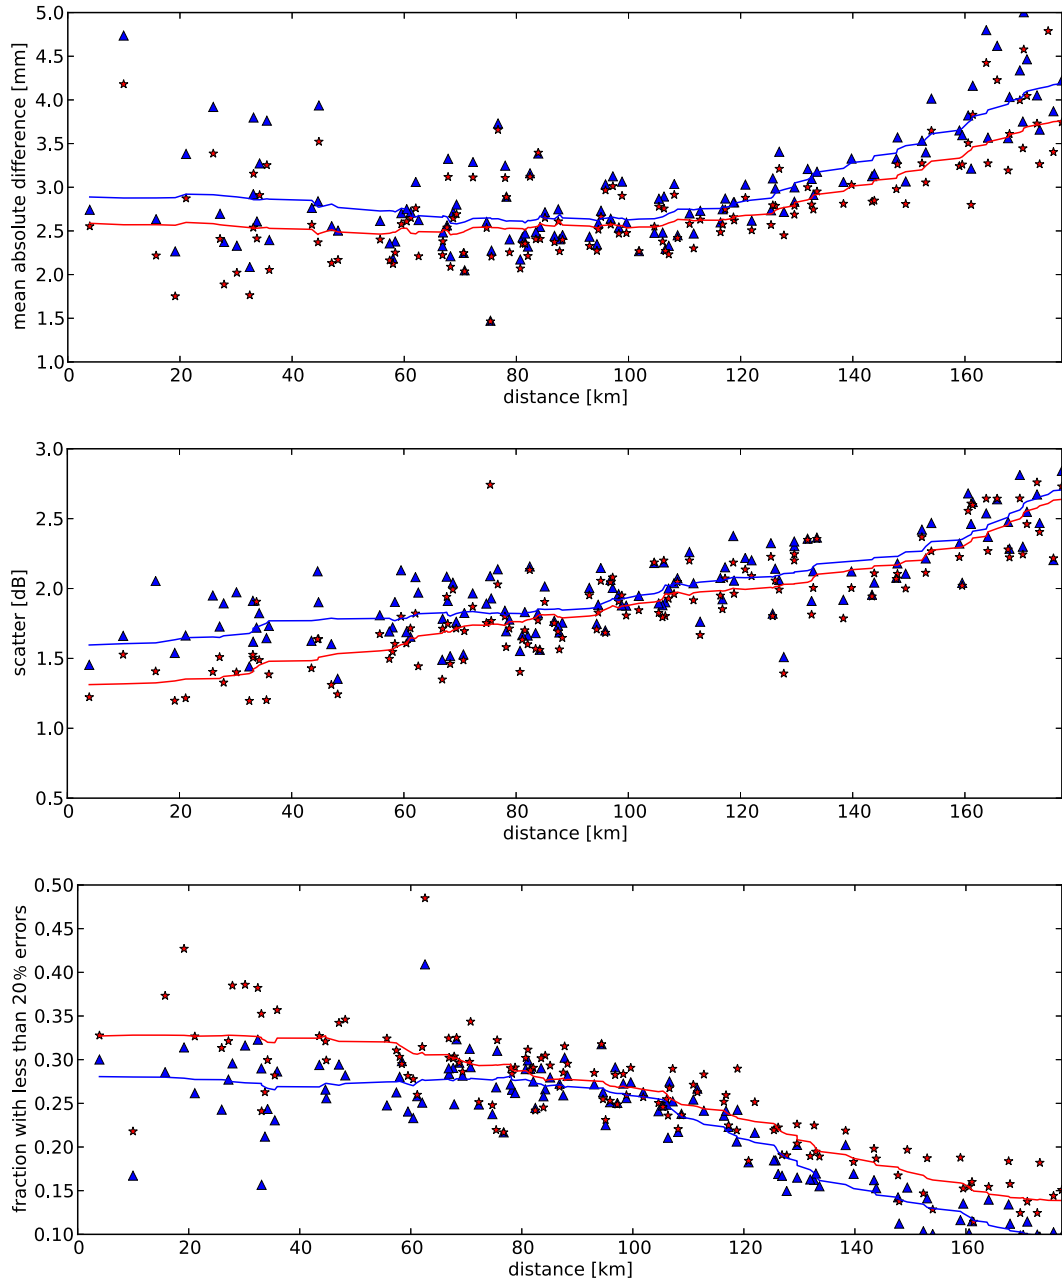 mean absolute difference [mm]
5.0
4.5
4.0
3.5
3.0
2.5
2.0
1.5
1.0
0 20 40 60 80 100 120 140 160
distance [km]
scatter [dB]
3.0
2.5
2.0
1.5
1.0
0.5
0 20 40 60 80 100 120 140 160
distance [km]
fraction with less than 20% errors
0.50
0.45
0.40
0.35
0.30
0.25
0.20
0.15
0.10
0 20 40 60 80 100 120 140 160
distance [km]